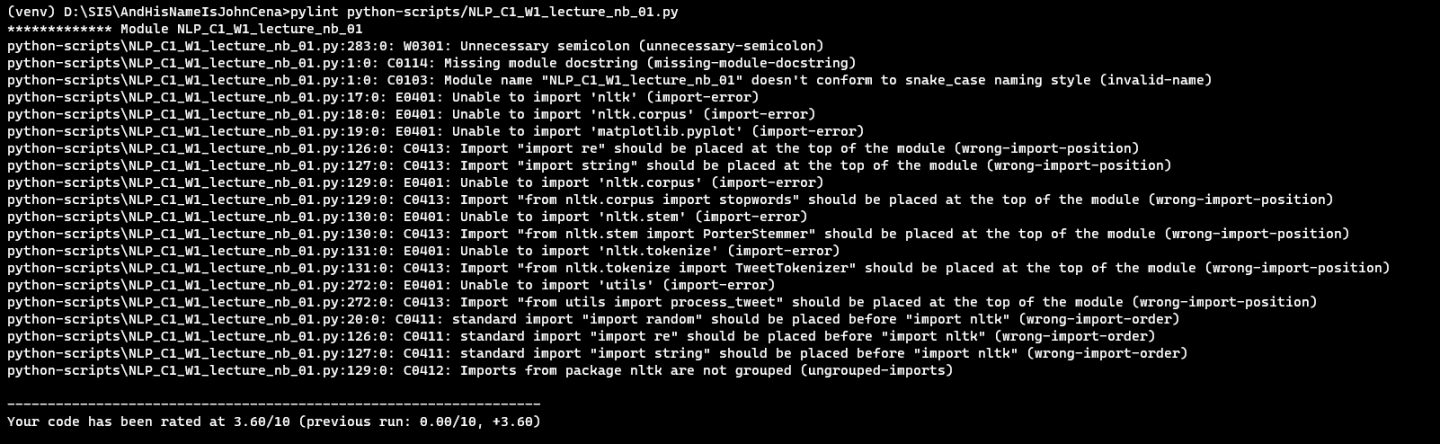 (venv) D:\SI5\AndHisNameIsJohnCena>pylint python-scripts/NLP_C1_W1_lecture_nb_01.py
************* Module NLP_C1_W1_lecture_nb_01
python-scripts\NLP_C1_W1_lecture_nb_01.py:283:0: W0301: Unnecessary semicolon (unnecessary-semicolon)
python-scripts\NLP_C1_W1_lecture_nb_01.py:1:0: C0114: Missing module docstring (missing-module-docstring)
python-scripts\NLP_C1_W1_lecture_nb_01.py:1:0: C0103: Module name "NLP_C1_W1_lecture_nb_01" doesn't conform to snake_case naming style (invalid-name)
python-scripts\NLP_C1_W1_lecture_nb_01.py:17:0: E0401: Unable to import 'nltk' (import-error)
python-scripts\NLP_C1_W1_lecture_nb_01.py:18:0: E0401: Unable to import 'nltk.corpus' (import-error)
python-scripts\NLP_C1_W1_lecture_nb_01.py:19:0: E0401: Unable to import 'matplotlib.pyplot' (import-error)
python-scripts\NLP_C1_W1_lecture_nb_01.py:126:0: C0413: Import "import re" should be placed at the top of the module (wrong-import-position)
python-scripts\NLP_C1_W1_lecture_nb_01.py:127:0: C0413: Import "import string" should be placed at the top of the module (wrong-import-position)
python-scripts\NLP_C1_W1_lecture_nb_01.py:129:0: E0401: Unable to import 'nltk.corpus' (import-error)
python-scripts\NLP_C1_W1_lecture_nb_01.py:129:0: C0413: Import "from nltk.corpus import stopwords" should be placed at the top of the module (wrong-import-position)
python-scripts\NLP_C1_W1_lecture_nb_01.py:130:0: E0401: Unable to import 'nltk.stem' (import-error)
python-scripts\NLP_C1_W1_lecture_nb_01.py:130:0: C0413: Import "from nltk.stem import PorterStemmer" should be placed at the top of the module (wrong-import-position)
python-scripts\NLP_C1_W1_lecture_nb_01.py:131:0: E0401: Unable to import 'nltk.tokenize' (import-error)
python-scripts\NLP_C1_W1_lecture_nb_01.py:131:0: C0413: Import "from nltk.tokenize import TweetTokenizer" should be placed at the top of the module (wrong-import-position)
python-scripts\NLP_C1_W1_lecture_nb_01.py:272:0: E0401: Unable to import 'utils' (import-error)
python-scripts\NLP_C1_W1_lecture_nb_01.py:272:0: C0413: Import "from utils import process_tweet" should be placed at the top of the module (wrong-import-position)
python-scripts\NLP_C1_W1_lecture_nb_01.py:20:0: C0411: standard import "import random" should be placed before "import nltk" (wrong-import-order)
python-scripts\NLP_C1_W1_lecture_nb_01.py:126:0: C0411: standard import "import re" should be placed before "import nltk" (wrong-import-order)
python-scripts\NLP_C1_W1_lecture_nb_01.py:127:0: C0411: standard import "import string" should be placed before "import nltk" (wrong-import-order)
python-scripts\NLP_C1_W1_lecture_nb_01.py:129:0: C0412: Imports from package nltk are not grouped (ungrouped-imports)
------------------------------------------------------------------
Your code has been rated at 3.60/10 (previous run: 0.00/10, +3.60)